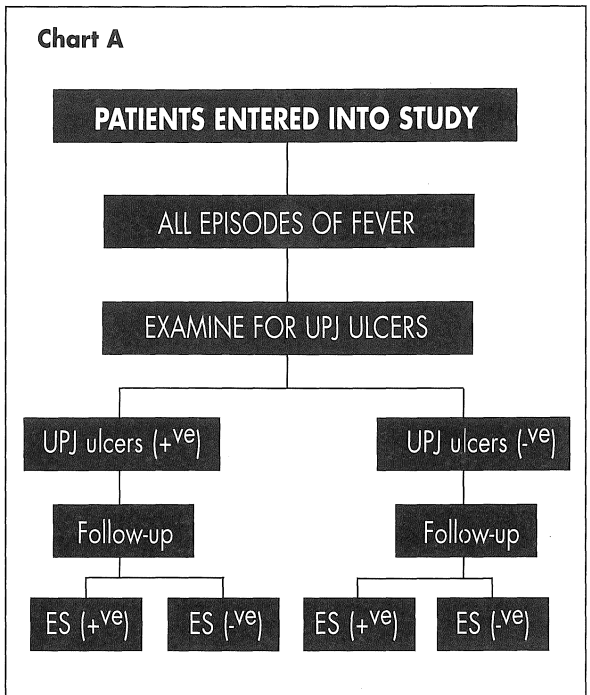 Chart A
PATIENTS ENTERED INTO STUDY
ALL EPISODES OF FEVER
EXAMINE FOR UPJ ULCERS
UPJ ulcers (+ve)
UPJ ulcers (-ve)
Follow-up
Follow-up
ES (+ve)
ES (-ve)
ES (+ve)
ES (-ve)